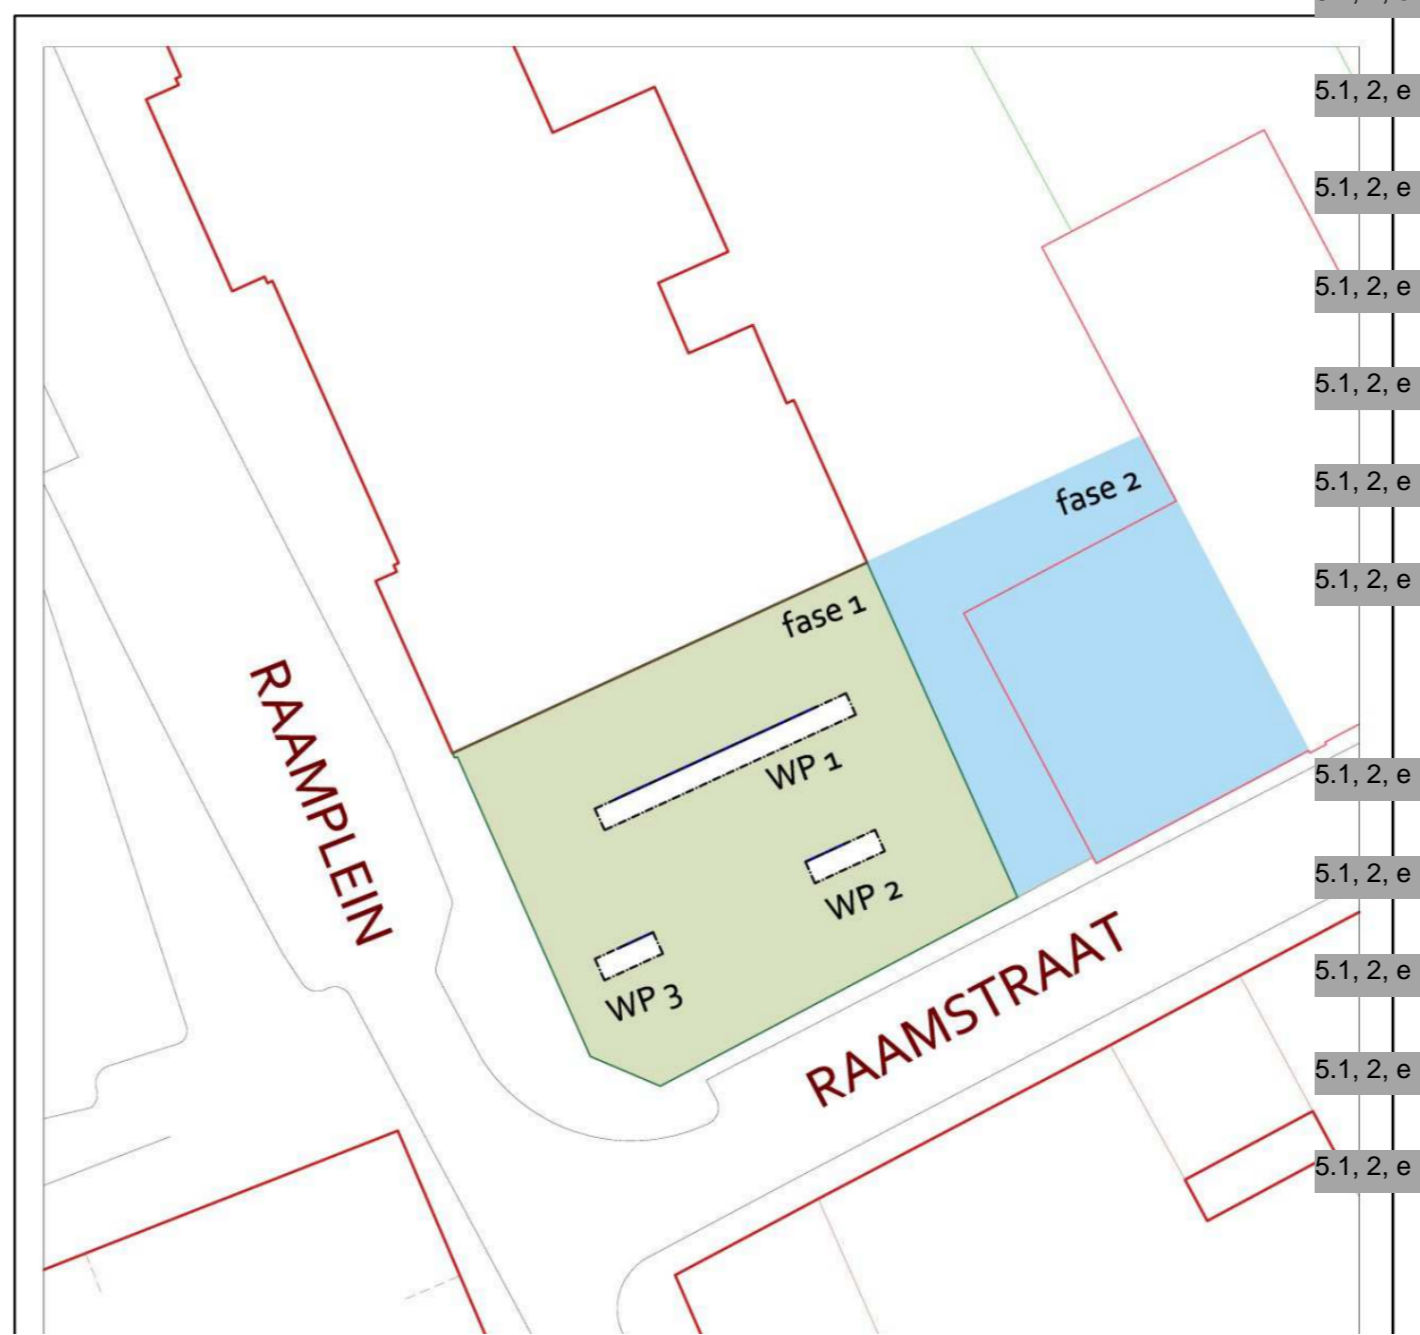 5.1, 2, e
5.1, 2, e
5.1, 2, e
5.1, 2, e
fase 2
5.1, 2, e
5.1, 2, e
fase 1
RAAMPLEIN
WP 1
5.1, 2, e
WP 2
5.1, 2, e
WP 3
RAAMSTRAAT
5.1, 2, e
5.1, 2, e
5.1, 2, e